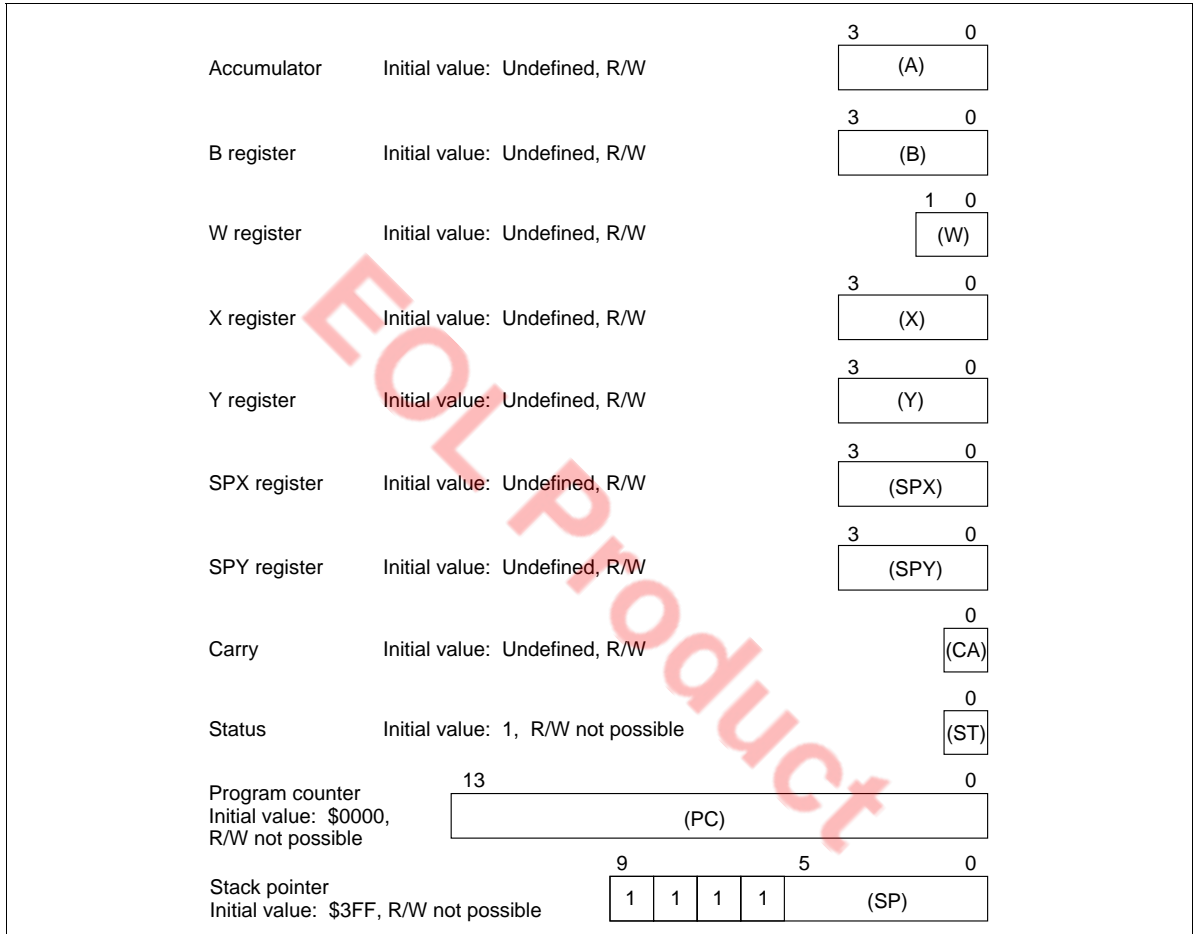 3 0
Accumulator Initial value: Undefined, R/W (A)
3 0
B register Initial value: Undefined, R/W (B)
1 0
W register Initial value: Undefined, R/W (W)
3 0
X register Initial value: Undefined, R/W (X)
3 0
Y register Initial value: Undefined, R/W (Y)
3 0
SPX register Initial value: Undefined, R/W (SPX)
3 0
SPY register Initial value: Undefined, R/W (SPY)
0
Carry Initial value: Undefined, R/W (CA)
0
Status Initial value: 1, R/W not possible (ST)
13 0
Program counter
Initial value: $0000,
R/W not possible
(PC)
9 5 0
Stack pointer
Initial value: $3FF, R/W not possible
1 1 1 1 (SP)
EOL Product